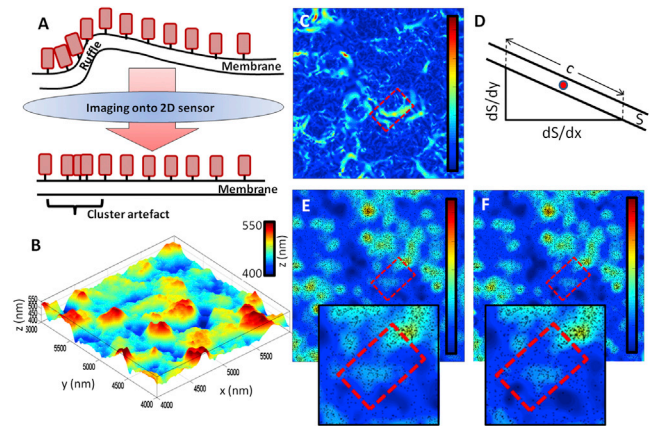 A
Ruffle
Membrane
Imaging onto 2D sensor
Membrane
Cluster artefact
B
550
400
z (nm)
z (nm)
550
500
450
400
3000
5500
5000
4500
4000
y (nm)
4000
4500
5000
5500
x (nm)
C
D
c
dS/dy
dS/dx
S
E
F